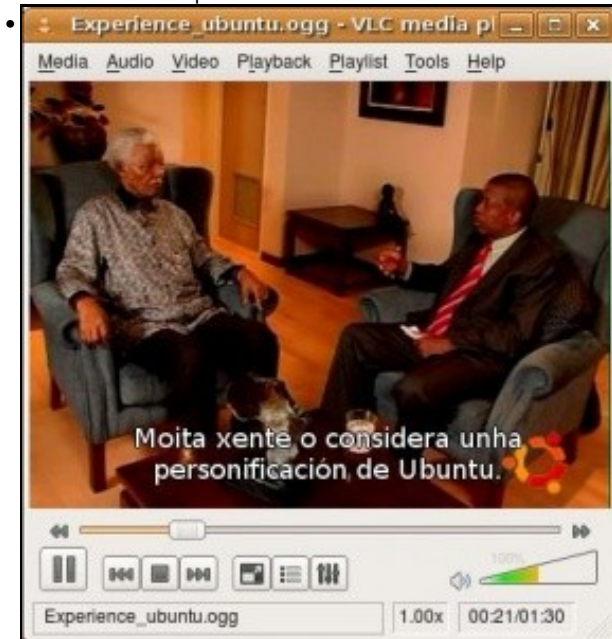 Experience_ubuntu.ogg - VLC media pl
Media Audio Video Playback Playlist Tools Help
Moita xente o considera unha
personificación de Ubuntu.
100%
Experience_ubuntu.ogg 1.00x 00:21/01:30